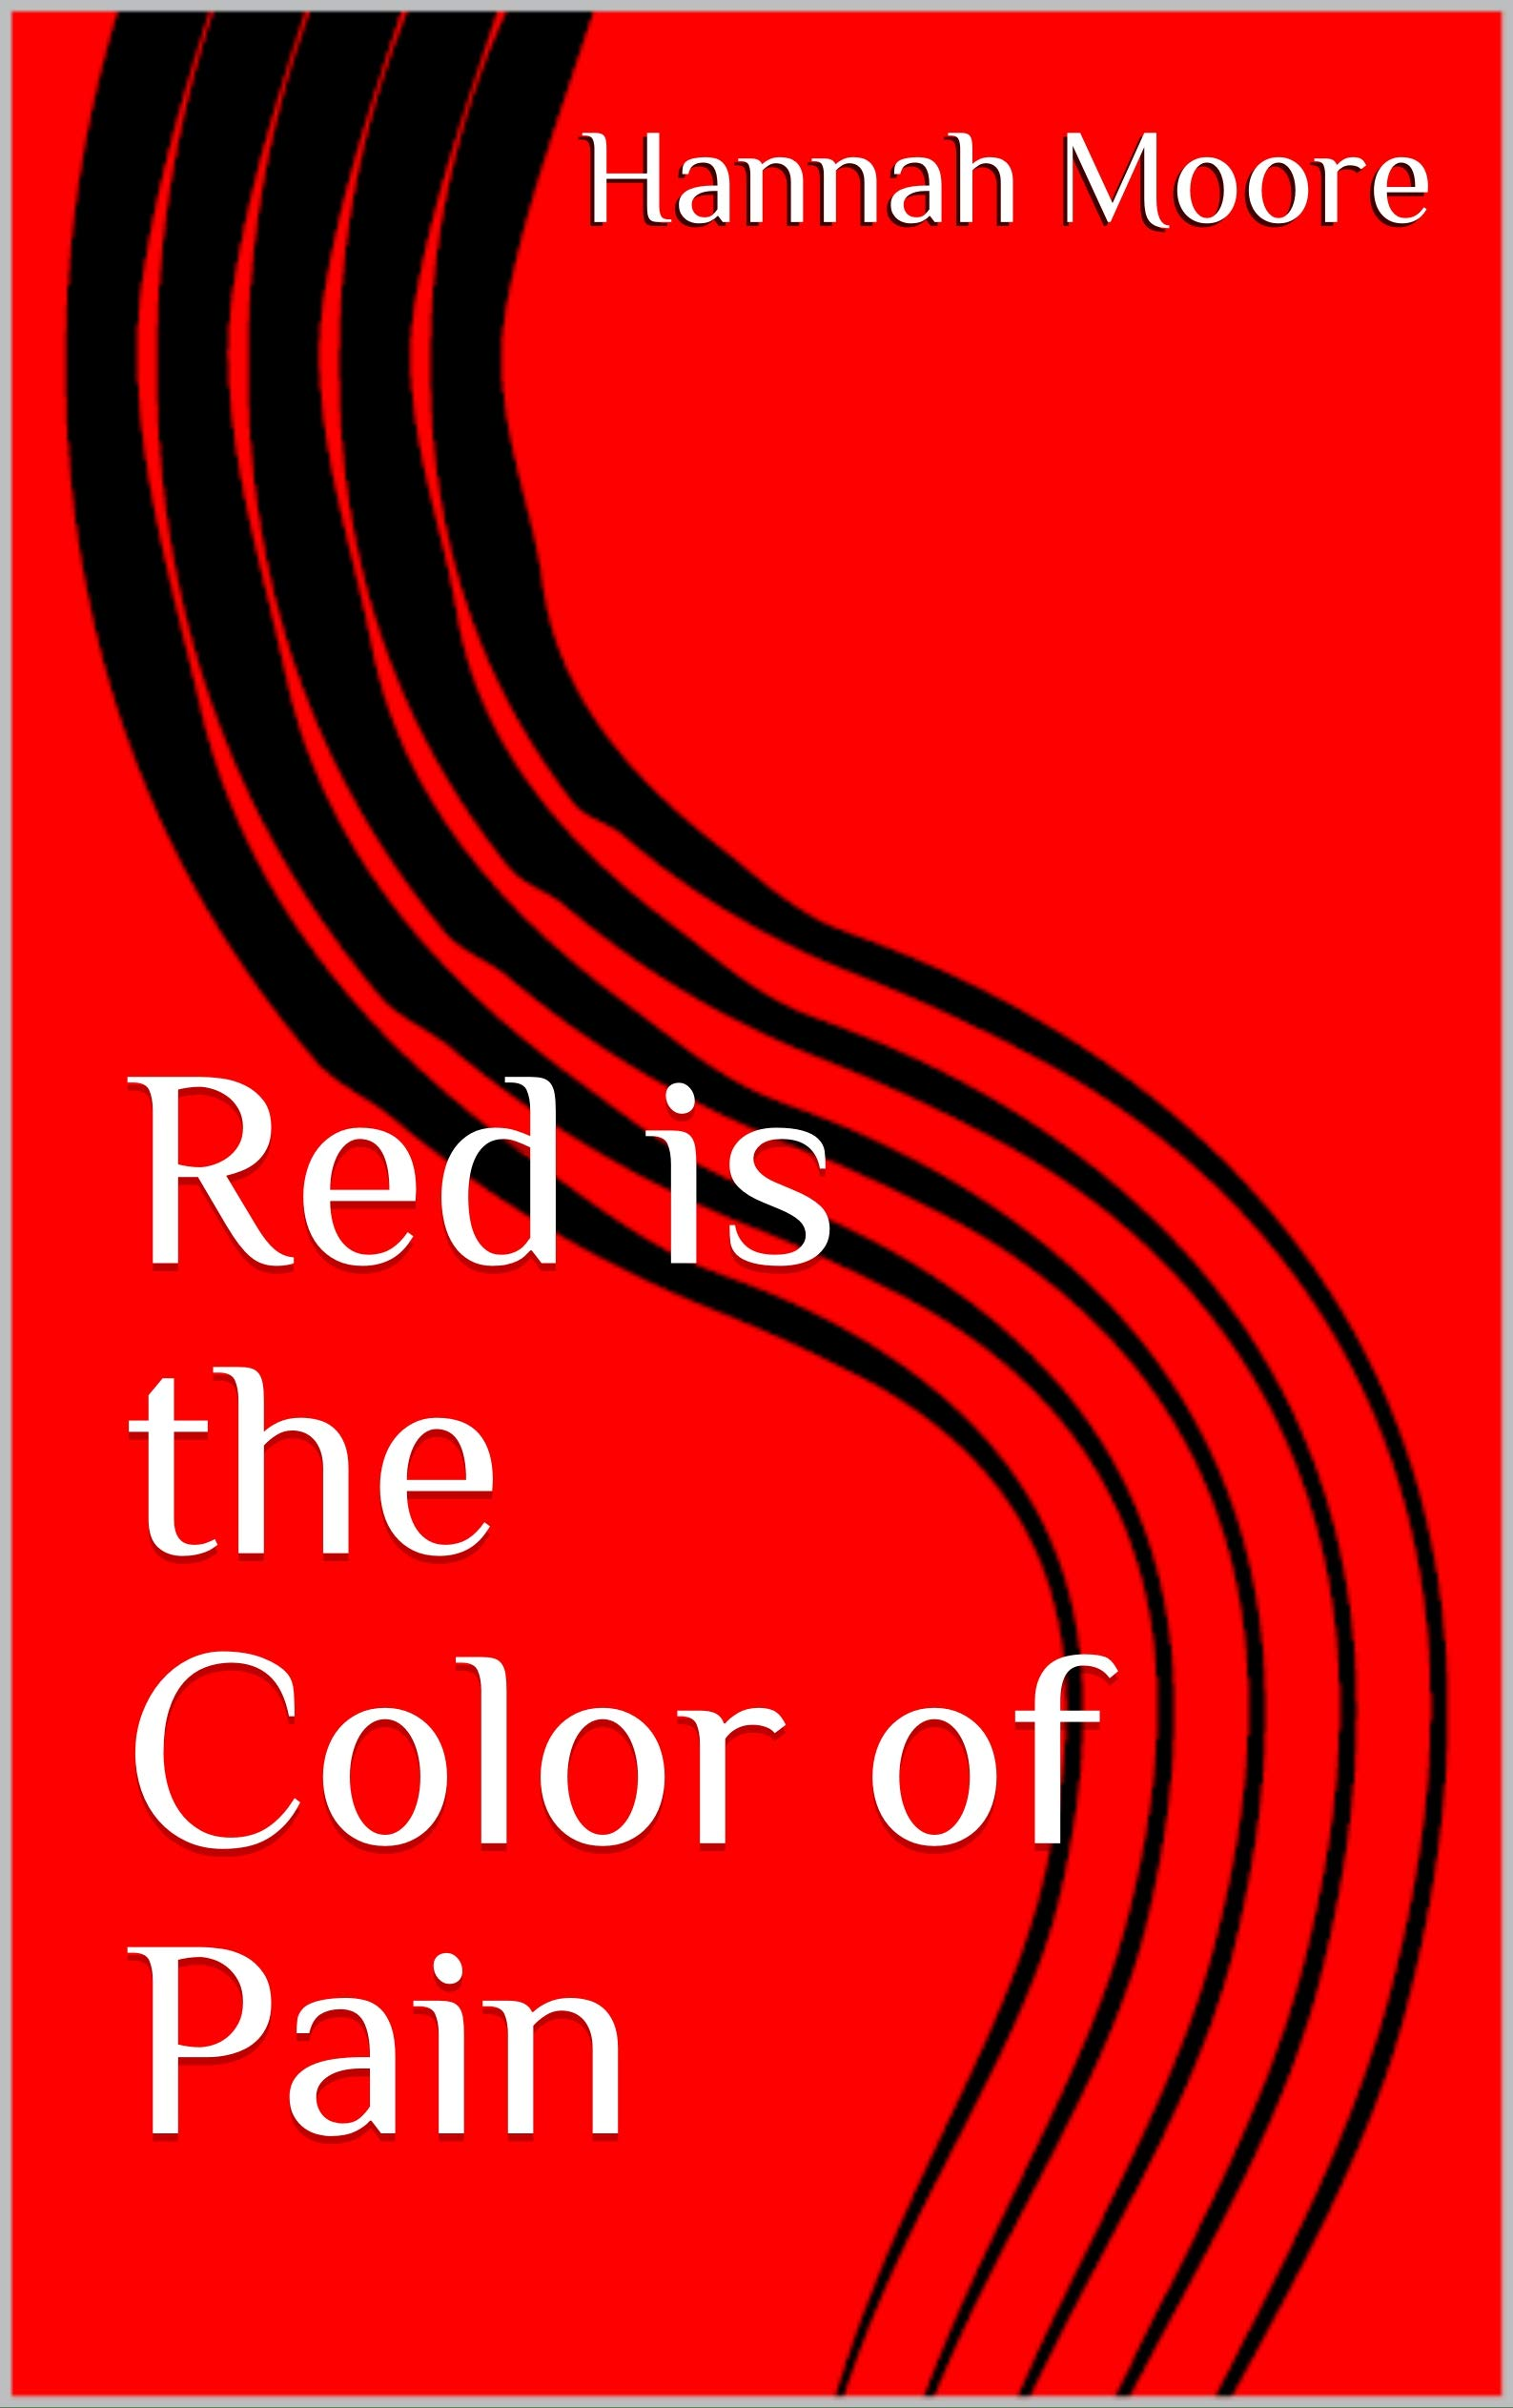 Hannah Moore
Red is
the
Color of
Pain